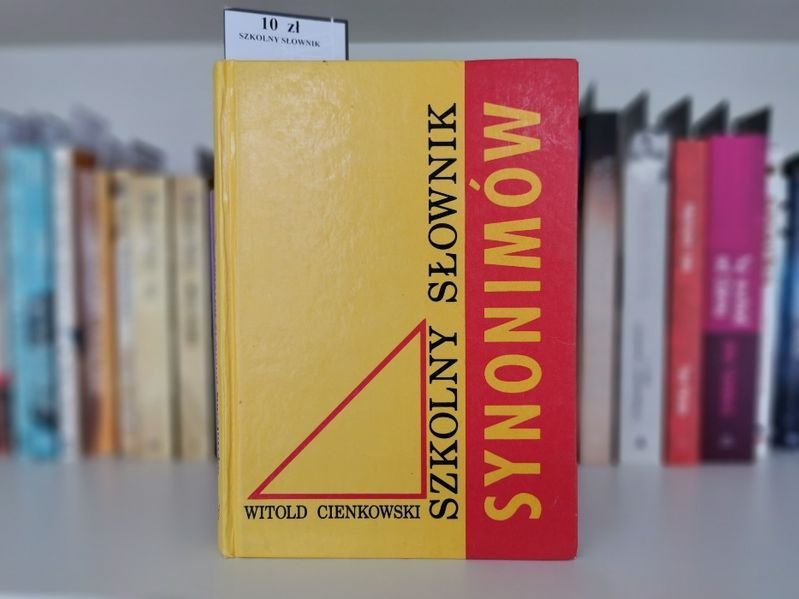 10 zł
SZKOLNY SŁOWNIK
SZKOLNY SŁOWNIK
SYNONIMÓW
WITOLD CIENKOWSKI